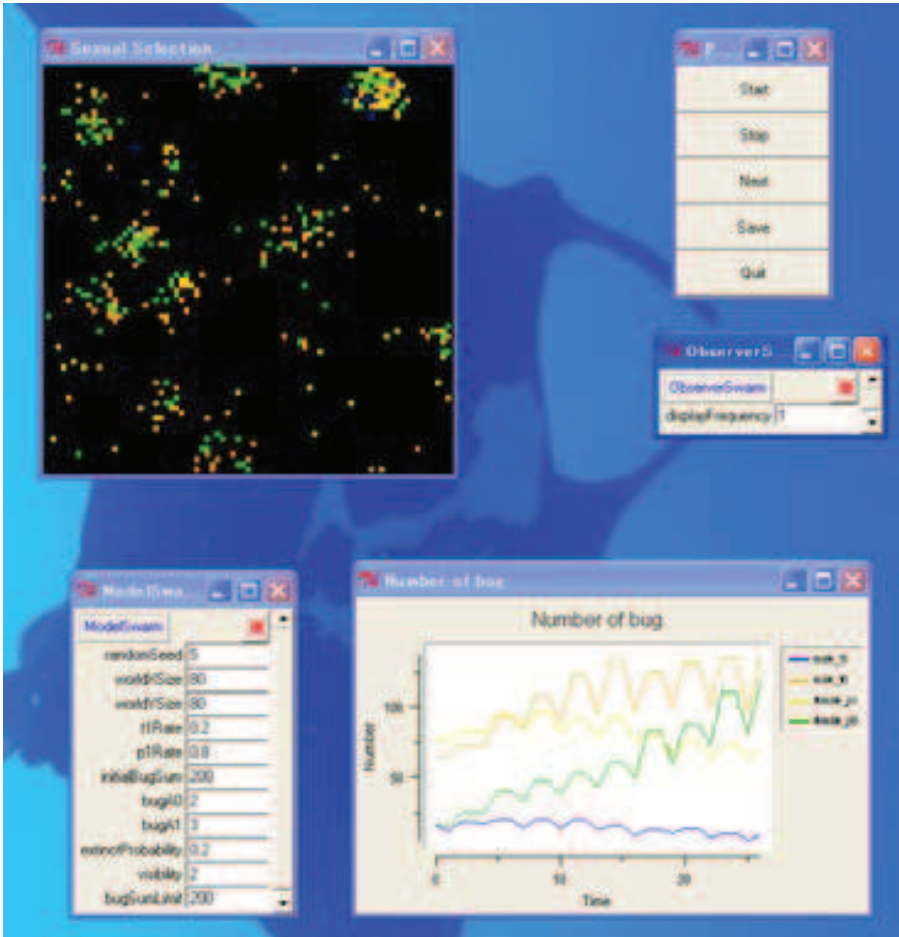 Sexual Selection
P...
Start
Stop
Next
Save
Quit
ObserverS
ObserverSwarm
displayFrequency 1
ModelSwa...
ModelSwarm
randomSeed 5
worldXSize 80
worldYSize 80
t1Rate 0.2
p1Rate 0.8
initialBugSum 200
bugA0 2
bugA1 3
extinctProbability 0.2
visibility 2
bugSumLimit 200
Number of bug
Number of bug
Number
100
50
0
10
20
Time